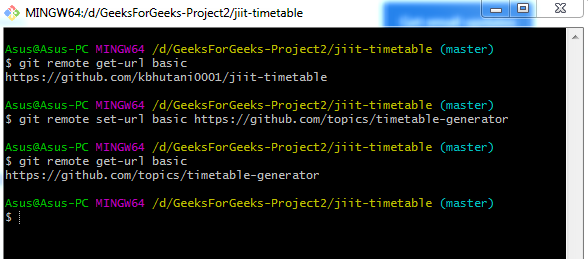 MINGW64:/d/GeeksForGeeks-Project2/jiit-timetable
Asus@Asus-PC MINGW64 /d/GeeksForGeeks-Project2/jiit-timetable (master)
$ git remote get-url basic
https://github.com/kbhutani0001/jiit-timetable
Asus@Asus-PC MINGW64 /d/GeeksForGeeks-Project2/jiit-timetable (master)
$ git remote set-url basic https://github.com/topics/timetable-generator
Asus@Asus-PC MINGW64 /d/GeeksForGeeks-Project2/jiit-timetable (master)
$ git remote get-url basic
https://github.com/topics/timetable-generator
Asus@Asus-PC MINGW64 /d/GeeksForGeeks-Project2/jiit-timetable (master)
$